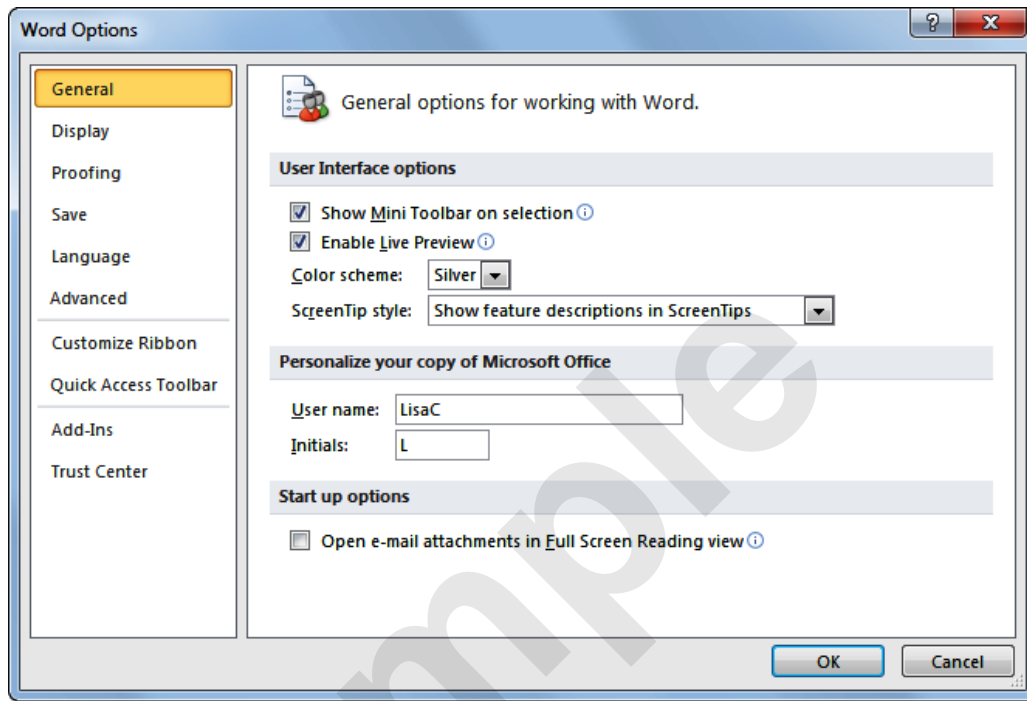 Word Options
General
Display
Proofing
Save
Language
Advanced
Customize Ribbon
Quick Access Toolbar
Add-Ins
Trust Center
General options for working with Word.
User Interface options
Show Mini Toolbar on selection
Enable Live Preview
Color scheme: Silver
ScreenTip style: Show feature descriptions in ScreenTips
Personalize your copy of Microsoft Office
User name: LisaC
Initials: L
Start up options
Open e-mail attachments in Full Screen Reading view
OK Cancel
mple